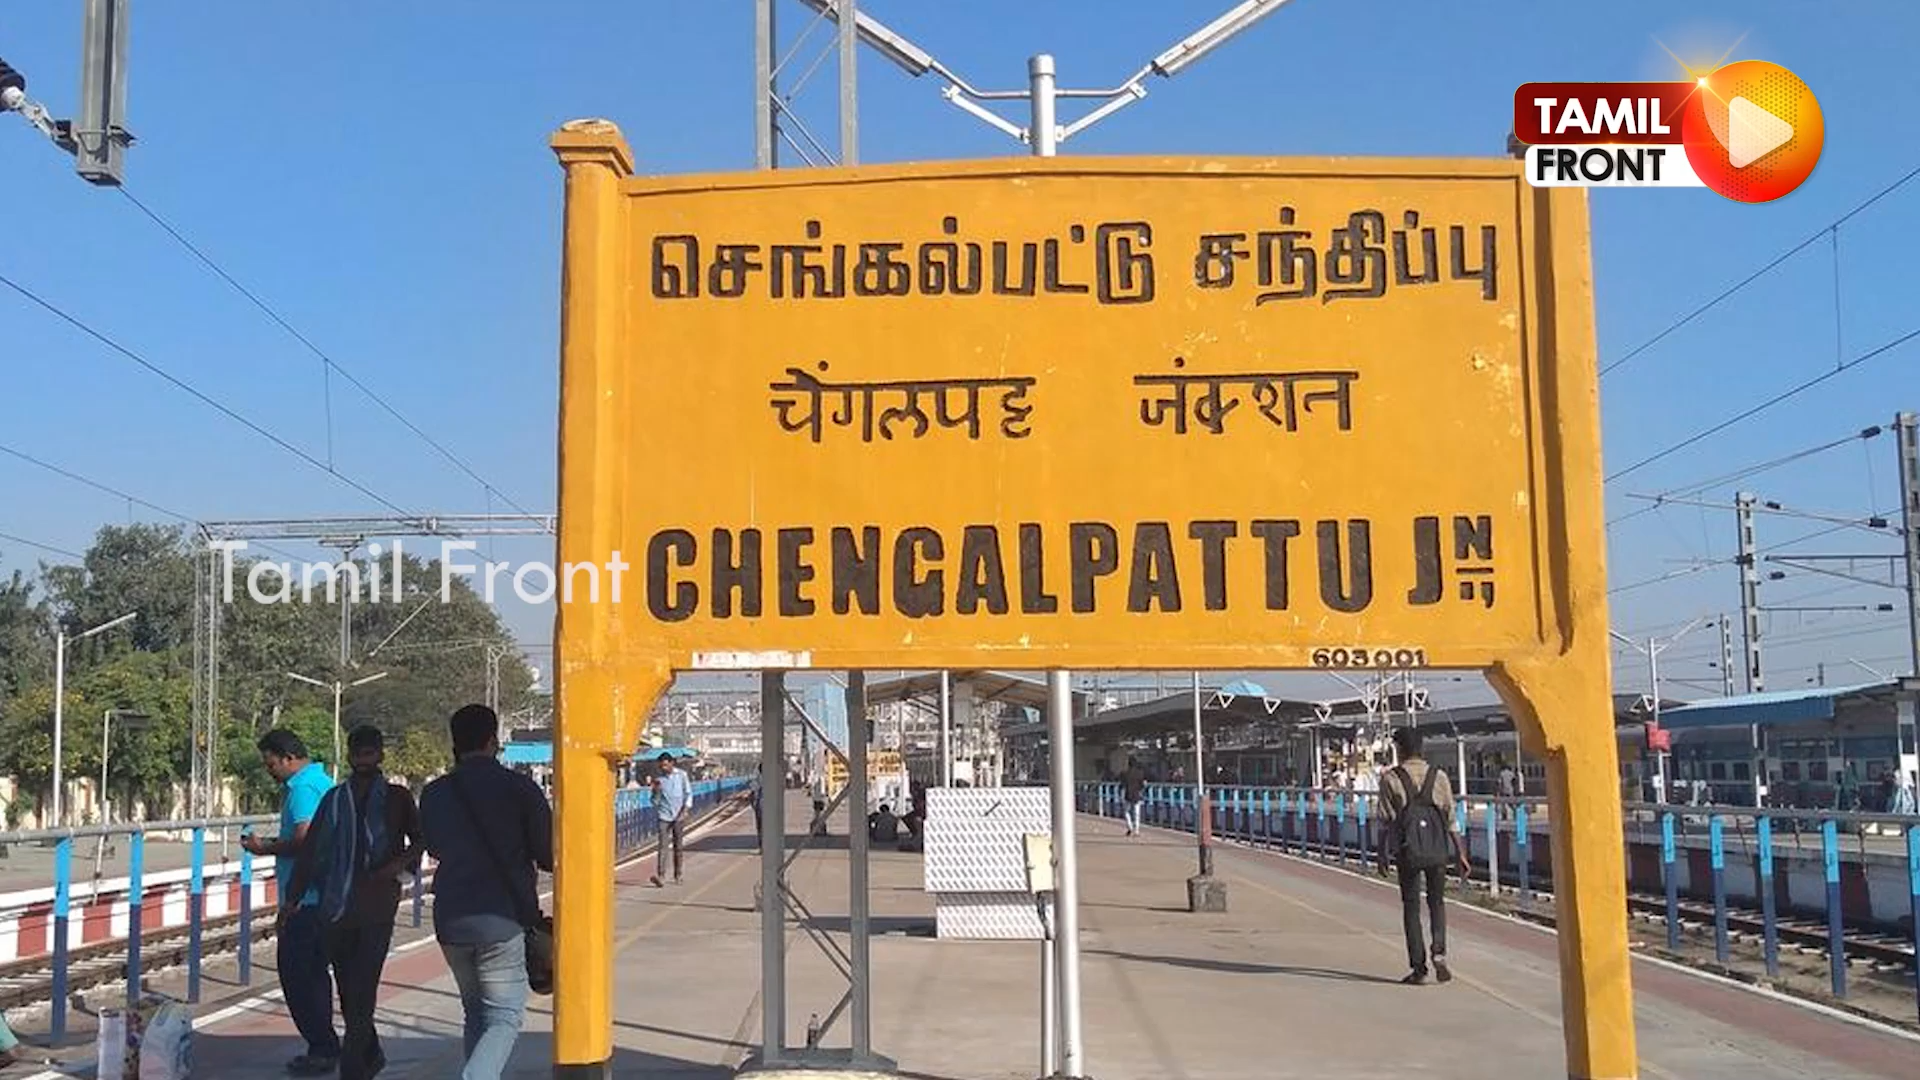 TAMIL
FRONT
செங்கல்பட்டு சந்திப்பு
चेंगलपट्टु जंक्शन
CHENGALPATTU JN
Tamil Front
603001